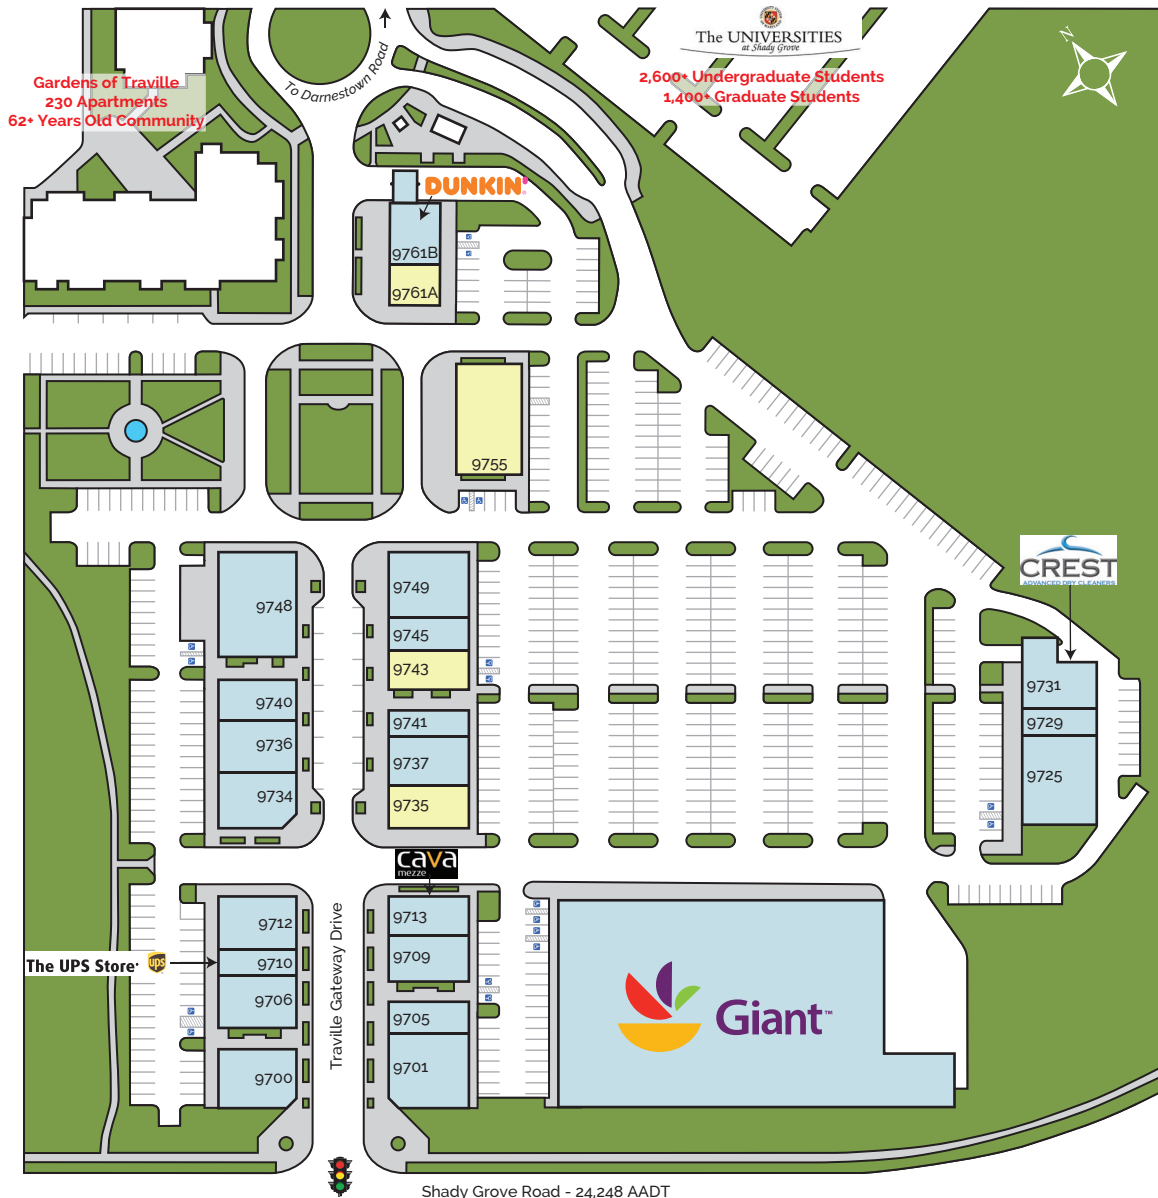 The UNIVERSITIES
at Shady Grove
2,600+ Undergraduate Students
1,400+ Graduate Students
N
Gardens of Traville
230 Apartments
62+ Years Old Community
To Darnestown Road
DUNKIN'
9761B
9761A
9755
CREST
ADVANCED DRY CLEANERS
9748
9740
9736
9734
9749
9745
9743
9741
9737
9735
9731
9729
9725
cava
mezze
Traville Gateway Drive
9712
9710
9706
9700
The UPS Store
ups
9713
9709
9705
9701
Giant™
Shady Grove Road - 24,248 AADT